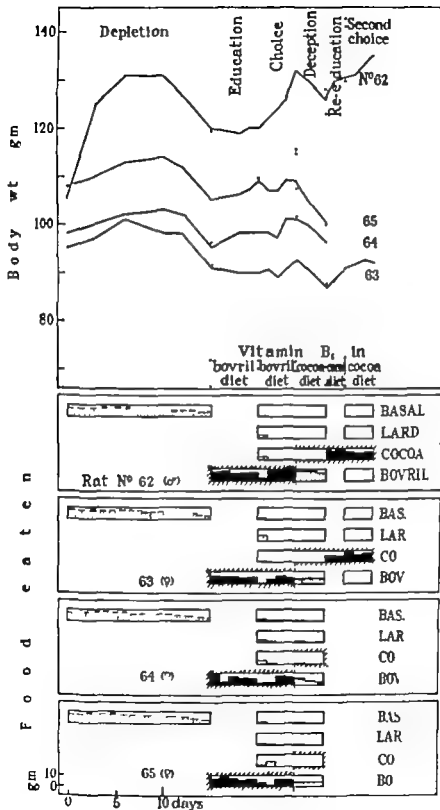 Depletion
Education
Choice
Deception
Re-education
Second
choice
Nº62
140
120
100
80
Body wt gm
65
64
63
Vitamin B₁ in
bovril diet
bovril diet
cocoa diet
cocoa diet
cocoa diet
BASAL
LARD
COCOA
BOVRIL
Rat Nº 62 (♂)
BAS.
LAR
CO
BOV
63 (♀)
BAS.
LAR
CO
BOV
64
BAS
LAR
CO
BO
65 (♀)
Food eaten
gm
10
0
0 5 10 days